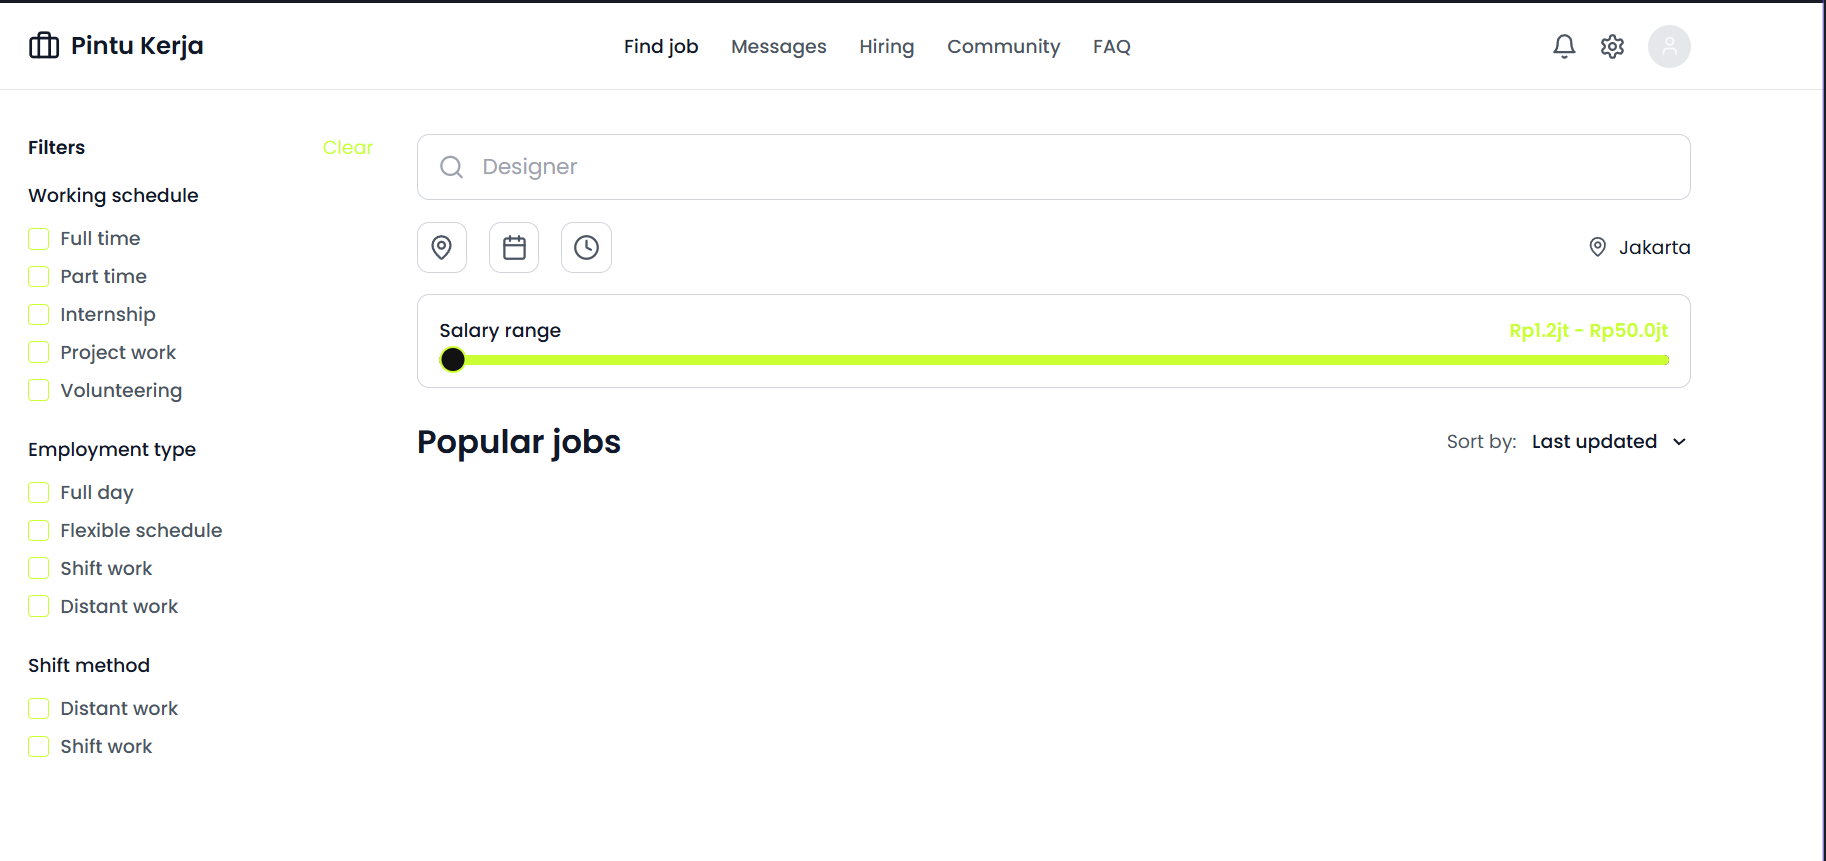 Pintu Kerja
Find job Messages Hiring Community FAQ
Filters Clear
Working schedule
Full time
Part time
Internship
Project work
Volunteering
Employment type
Full day
Flexible schedule
Shift work
Distant work
Shift method
Distant work
Shift work
Designer
Jakarta
Salary range Rp1.2jt - Rp50.0jt
Popular jobs Sort by: Last updated